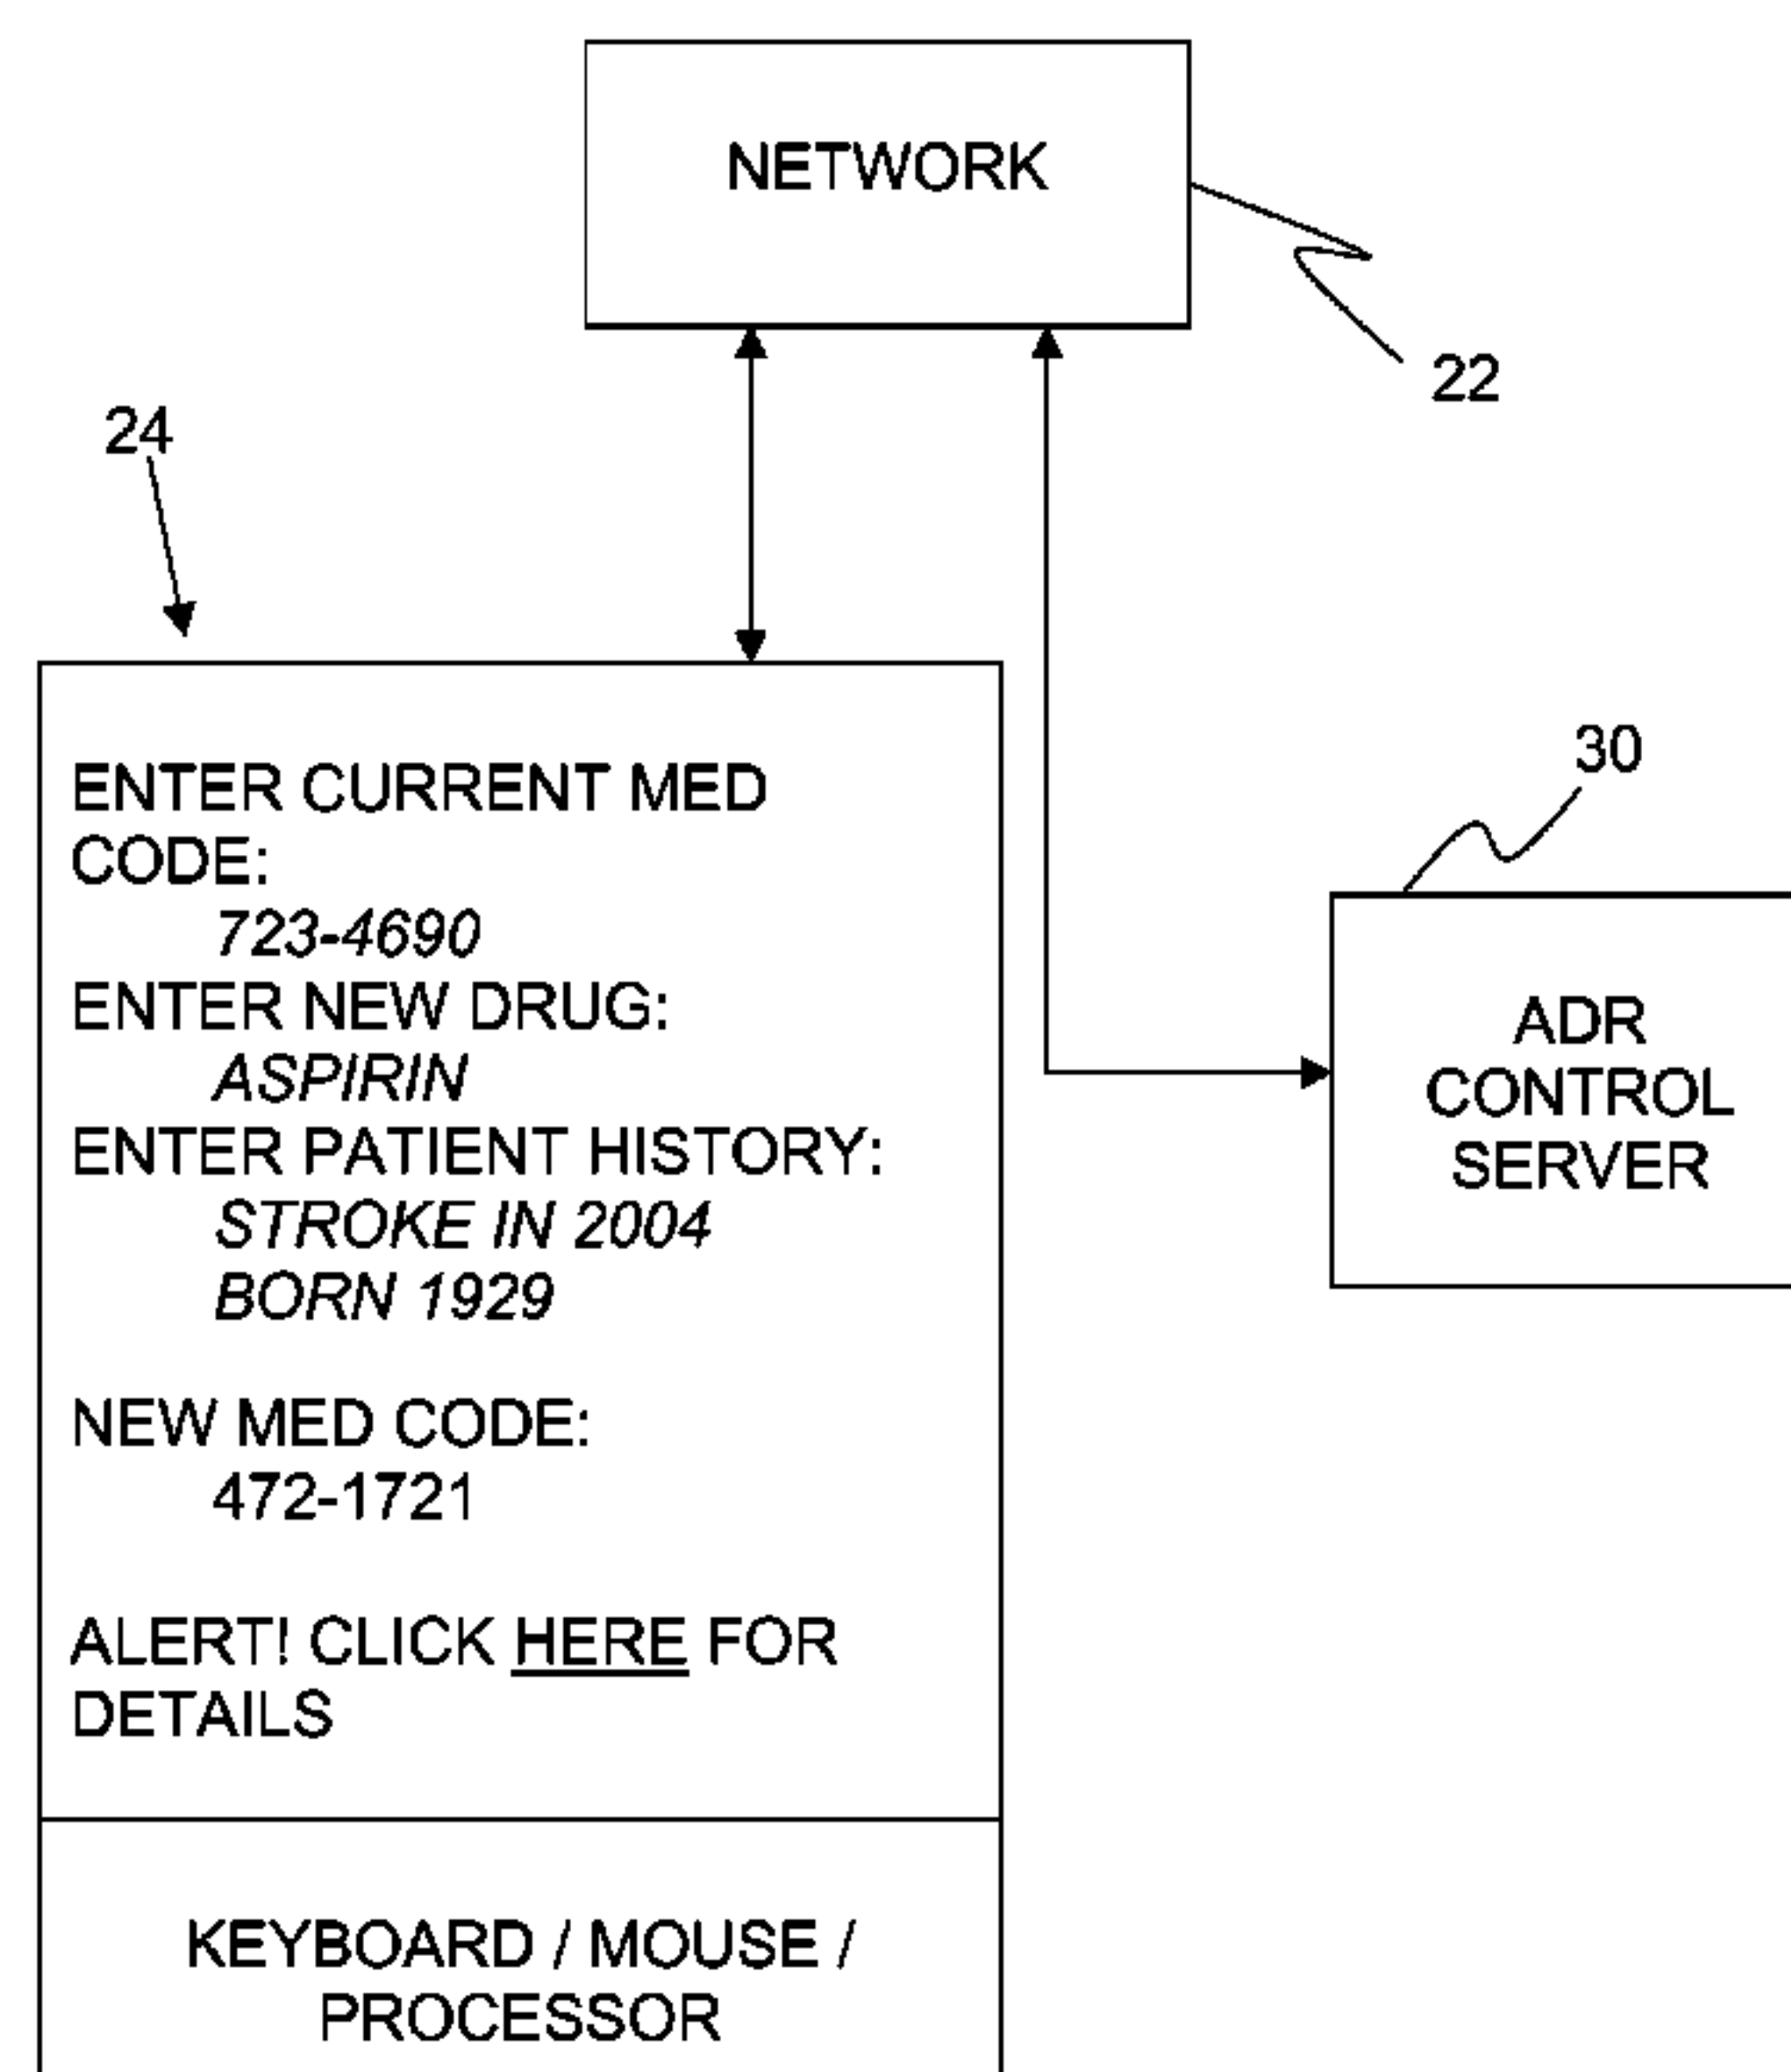 NETWORK
22
24
ENTER CURRENT MED
CODE:
723-4690
ENTER NEW DRUG:
ASPIRIN
ENTER PATIENT HISTORY:
STROKE IN 2004
BORN 1929
NEW MED CODE:
472-1721
ALERT! CLICK HERE FOR
DETAILS
KEYBOARD / MOUSE /
PROCESSOR
30
ADR
CONTROL
SERVER